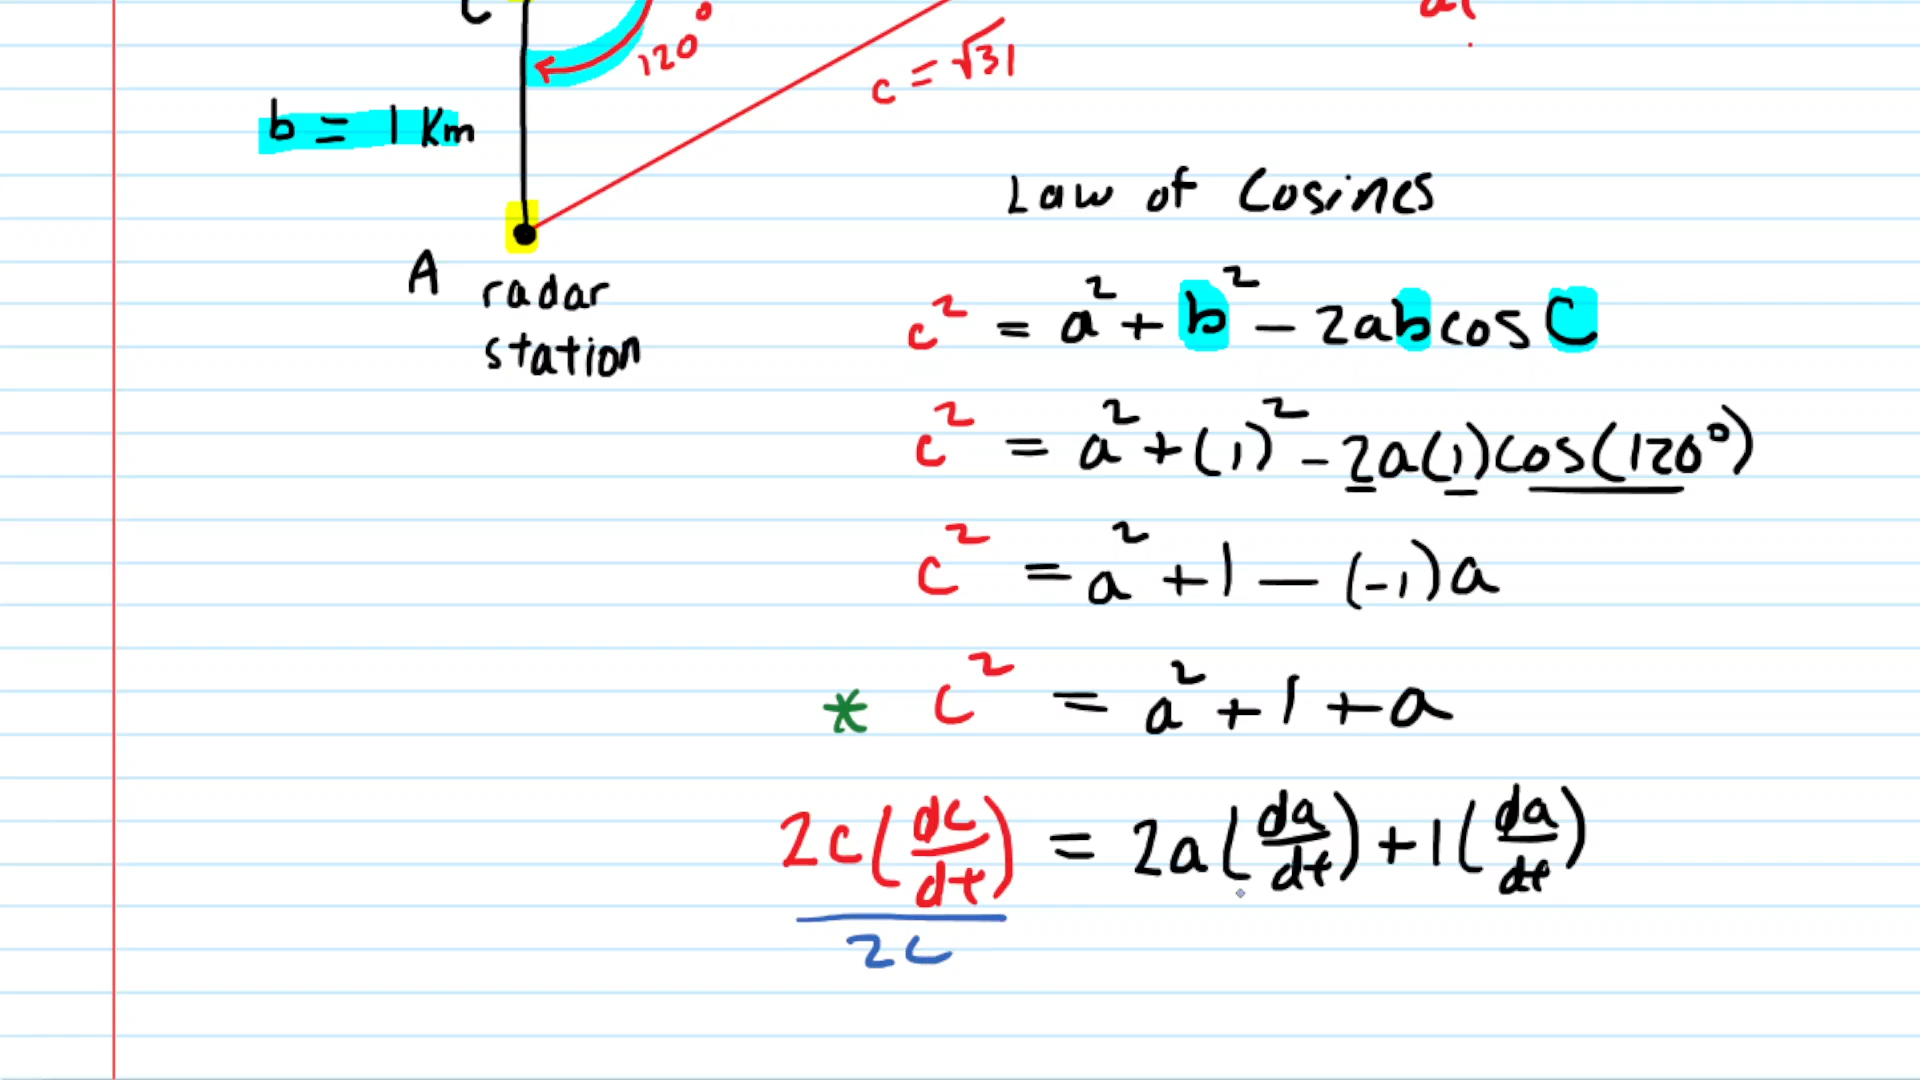 C
120°
c = √31
b = 1 Km
Law of Cosines
A radar station
c² = a² + b² - 2ab cos C
c² = a² + (1)² - 2a(1)cos(120°)
c² = a² + 1 - (-1)a
* c² = a² + 1 + a
2c(dc/dt) = 2a(da/dt) + 1(da/dt)
2c